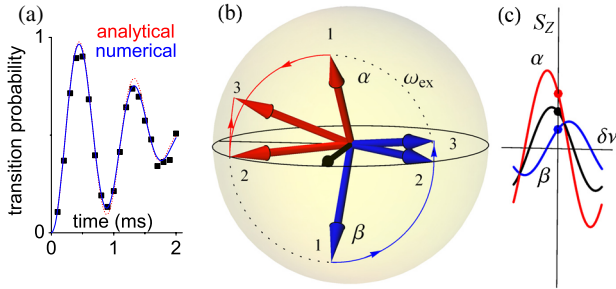 (a)
analytical
numerical
transition probability
1
0
0
1
2
time (ms)
(b)
1
α
ω_ex
3
3
2
2
1
β
(c)
S_Z
α
δν
β